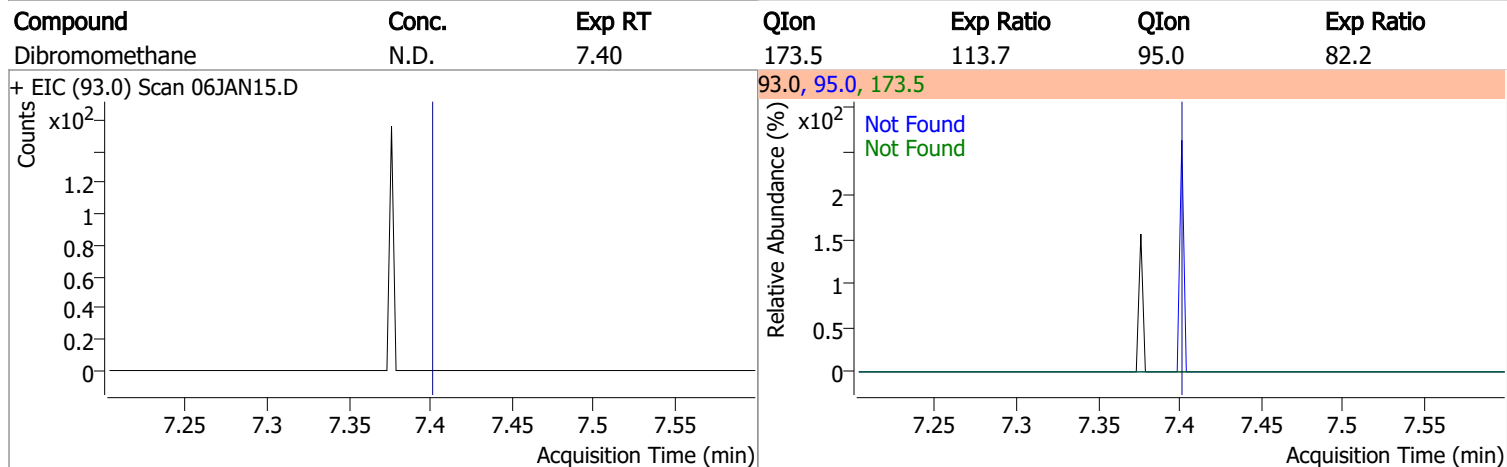 Compound Conc. Exp RT QIon Exp Ratio QIon Exp Ratio
Dibromomethane N.D. 7.40 173.5 113.7 95.0 82.2
+ EIC (93.0) Scan 06JAN15.D
Counts
x10²
1.2
1
0.8
0.6
0.4
0.2
0
7.25 7.3 7.35 7.4 7.45 7.5 7.55
Acquisition Time (min)
93.0, 95.0, 173.5
Relative Abundance (%)
x10²
Not Found
Not Found
2
1.5
1
0.5
0
7.25 7.3 7.35 7.4 7.45 7.5 7.55
Acquisition Time (min)